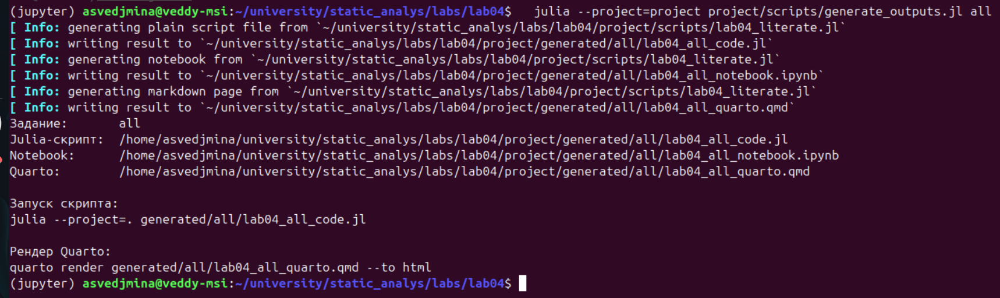 (jupyter) asvedjmina@veddy-msi:~/university/static_analys/labs/lab04$   julia --project=project project/scripts/generate_outputs.jl all
[ Info: generating plain script file from `~/university/static_analys/labs/lab04/project/scripts/lab04_literate.jl`
[ Info: writing result to `~/university/static_analys/labs/lab04/project/generated/all/lab04_all_code.jl`
[ Info: generating notebook from `~/university/static_analys/labs/lab04/project/scripts/lab04_literate.jl`
[ Info: writing result to `~/university/static_analys/labs/lab04/project/generated/all/lab04_all_notebook.ipynb`
[ Info: generating markdown page from `~/university/static_analys/labs/lab04/project/scripts/lab04_literate.jl`
[ Info: writing result to `~/university/static_analys/labs/lab04/project/generated/all/lab04_all_quarto.qmd`
Задание:       all
Julia-скрипт:  /home/asvedjmina/university/static_analys/labs/lab04/project/generated/all/lab04_all_code.jl
Notebook:      /home/asvedjmina/university/static_analys/labs/lab04/project/generated/all/lab04_all_notebook.ipynb
Quarto:        /home/asvedjmina/university/static_analys/labs/lab04/project/generated/all/lab04_all_quarto.qmd
Запуск скрипта:
julia --project=. generated/all/lab04_all_code.jl
Рендер Quarto:
quarto render generated/all/lab04_all_quarto.qmd --to html
(jupyter) asvedjmina@veddy-msi:~/university/static_analys/labs/lab04$